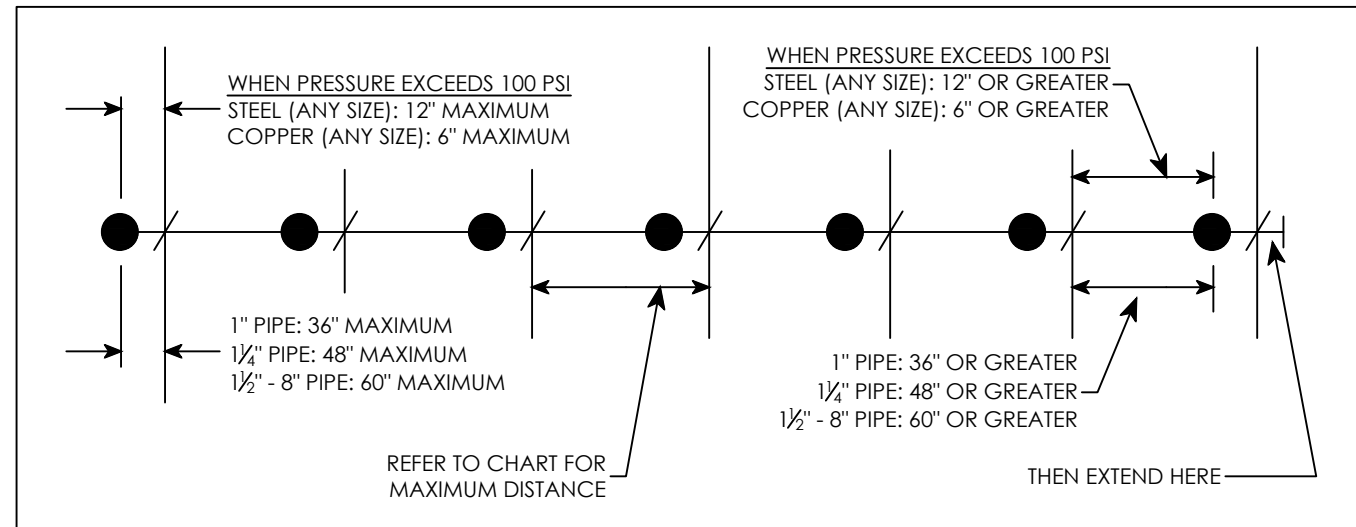 WHEN PRESSURE EXCEEDS 100 PSI
STEEL (ANY SIZE): 12" MAXIMUM
COPPER (ANY SIZE): 6" MAXIMUM
WHEN PRESSURE EXCEEDS 100 PSI
STEEL (ANY SIZE): 12" OR GREATER
COPPER (ANY SIZE): 6" OR GREATER
1" PIPE: 36" MAXIMUM
1¼" PIPE: 48" MAXIMUM
1½" - 8" PIPE: 60" MAXIMUM
1" PIPE: 36" OR GREATER
1¼" PIPE: 48" OR GREATER
1½" - 8" PIPE: 60" OR GREATER
REFER TO CHART FOR
MAXIMUM DISTANCE
THEN EXTEND HERE